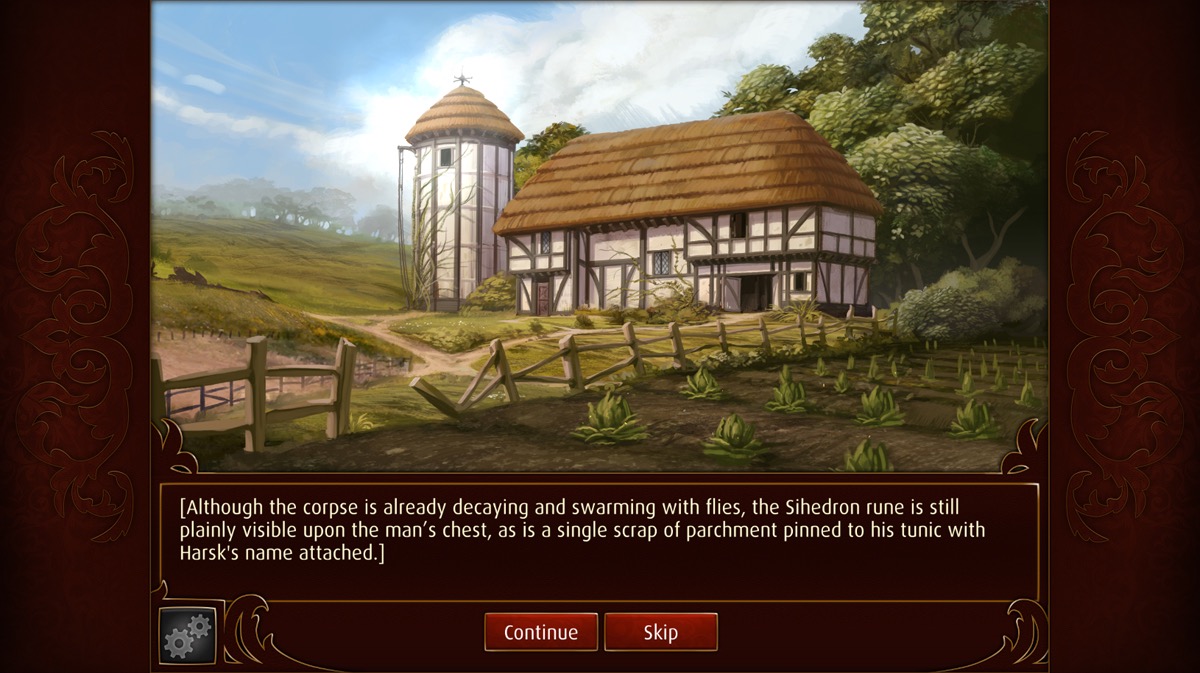 [Although the corpse is already decaying and swarming with flies, the Sihedron rune is still
plainly visible upon the man’s chest, as is a single scrap of parchment pinned to his tunic with
Harsk's name attached.]
Continue
Skip